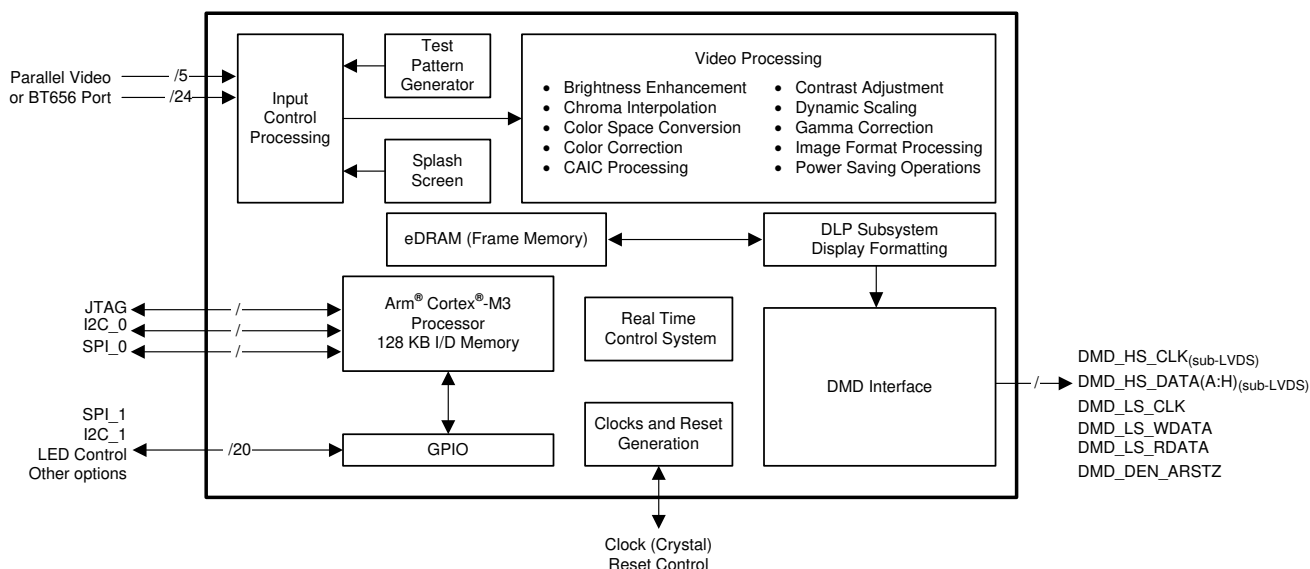 Parallel Video
or BT656 Port
/5
/24
Input
Control
Processing
Test
Pattern
Generator
Splash
Screen
Video Processing
• Brightness Enhancement
• Chroma Interpolation
• Color Space Conversion
• Color Correction
• CAIC Processing
• Contrast Adjustment
• Dynamic Scaling
• Gamma Correction
• Image Format Processing
• Power Saving Operations
eDRAM (Frame Memory)
DLP Subsystem
Display Formatting
JTAG
I2C_0
SPI_0
/
/
/
Arm® Cortex®-M3
Processor
128 KB I/D Memory
Real Time
Control System
DMD Interface
/
DMD_HS_CLK(sub-LVDS)
DMD_HS_DATA(A:H)(sub-LVDS)
DMD_LS_CLK
DMD_LS_WDATA
DMD_LS_RDATA
DMD_DEN_ARSTZ
SPI_1
I2C_1
LED Control
Other options
/20
GPIO
Clocks and Reset
Generation
Clock (Crystal)
Reset Control